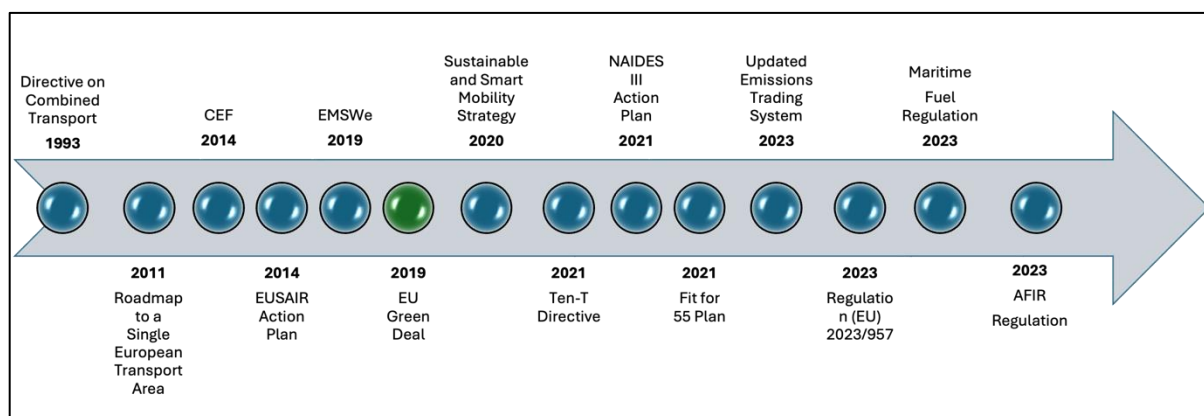 Directive on
Combined
Transport
1993
2011
Roadmap
to a
Single
European
Transport
Area
CEF
2014
2014
EUSAIR
Action
Plan
EMSWe
2019
2019
EU
Green
Deal
Sustainable
and Smart
Mobility
Strategy
2020
2021
Ten-T
Directive
NAIDES
III
Action
Plan
2021
2021
Fit for
55 Plan
Updated
Emissions
Trading
System
2023
2023
Regulatio
n (EU)
2023/957
Maritime
Fuel
Regulation
2023
2023
AFIR
Regulation